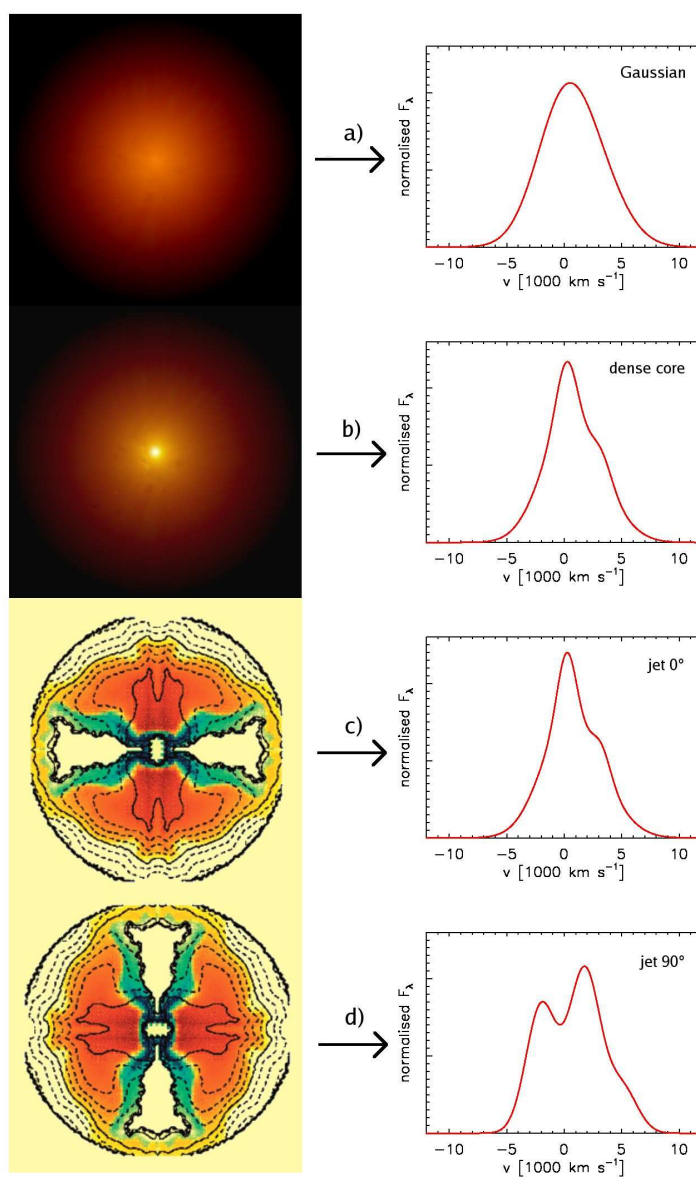 a)
Gaussian
normalised F_λ
−10 −5 0 5 10
v [1000 km s⁻¹]
b)
dense core
normalised F_λ
−10 −5 0 5 10
v [1000 km s⁻¹]
c)
jet 0°
normalised F_λ
−10 −5 0 5 10
v [1000 km s⁻¹]
d)
jet 90°
normalised F_λ
−10 −5 0 5 10
v [1000 km s⁻¹]